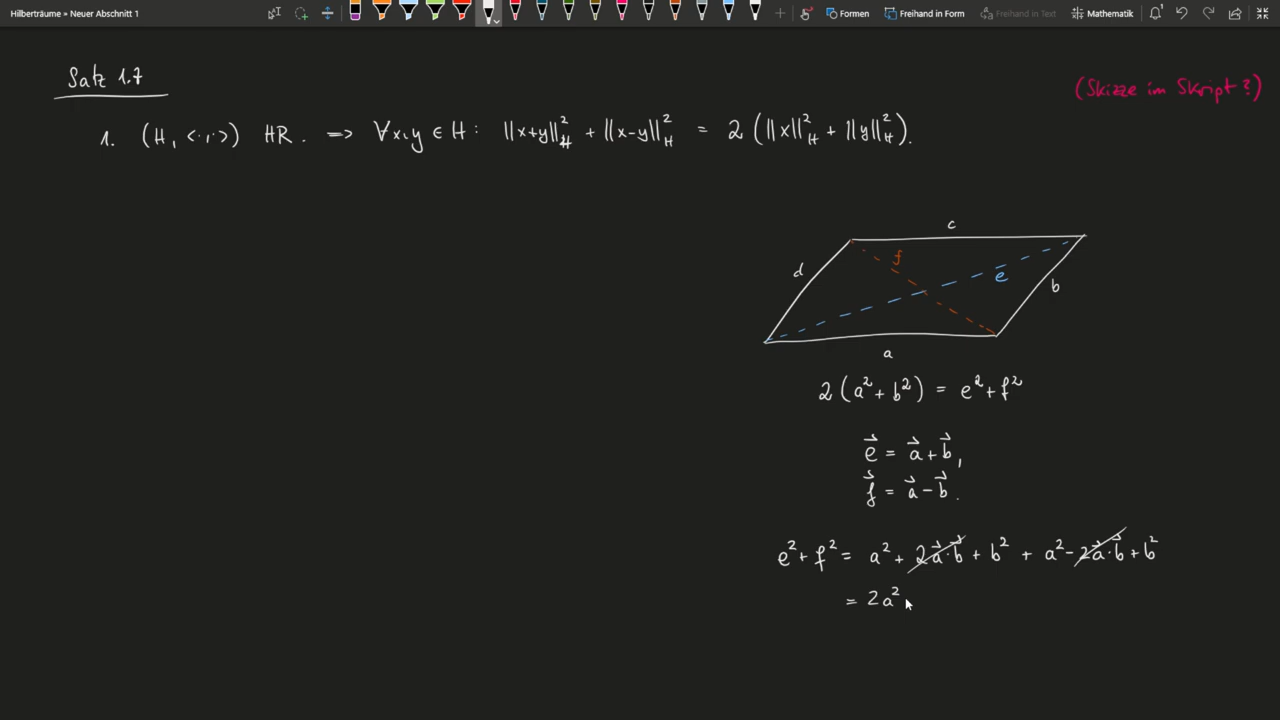 Hilberträume » Neuer Abschnitt 1
Formen Freihand in Form Freihand in Text Mathematik
Satz 1.7
(Skizze im Skript?)
1. (H, <·,·>) HR. => ∀x,y ∈ H: ||x+y||²_H + ||x-y||²_H = 2 (||x||²_H + ||y||²_H).
c
d
f
e
b
a
2(a² + b²) = e² + f²
e⃗ = a⃗ + b⃗,
f⃗ = a⃗ - b⃗.
e² + f² = a² + 2a⃗·b⃗ + b² + a² - 2a⃗·b⃗ + b²
= 2a²